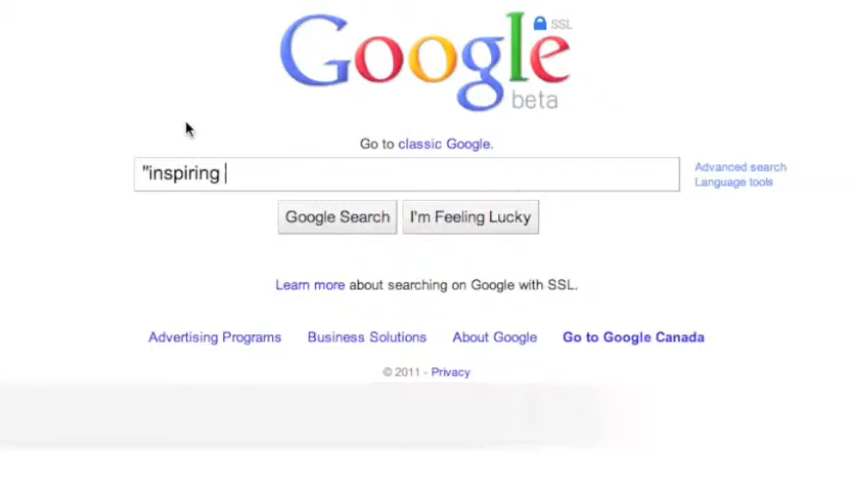 SSL
Google
beta
Go to classic Google.
"inspiring
Advanced search
Language tools
Google Search
I'm Feeling Lucky
Learn more about searching on Google with SSL.
Advertising Programs Business Solutions About Google Go to Google Canada
© 2011 - Privacy